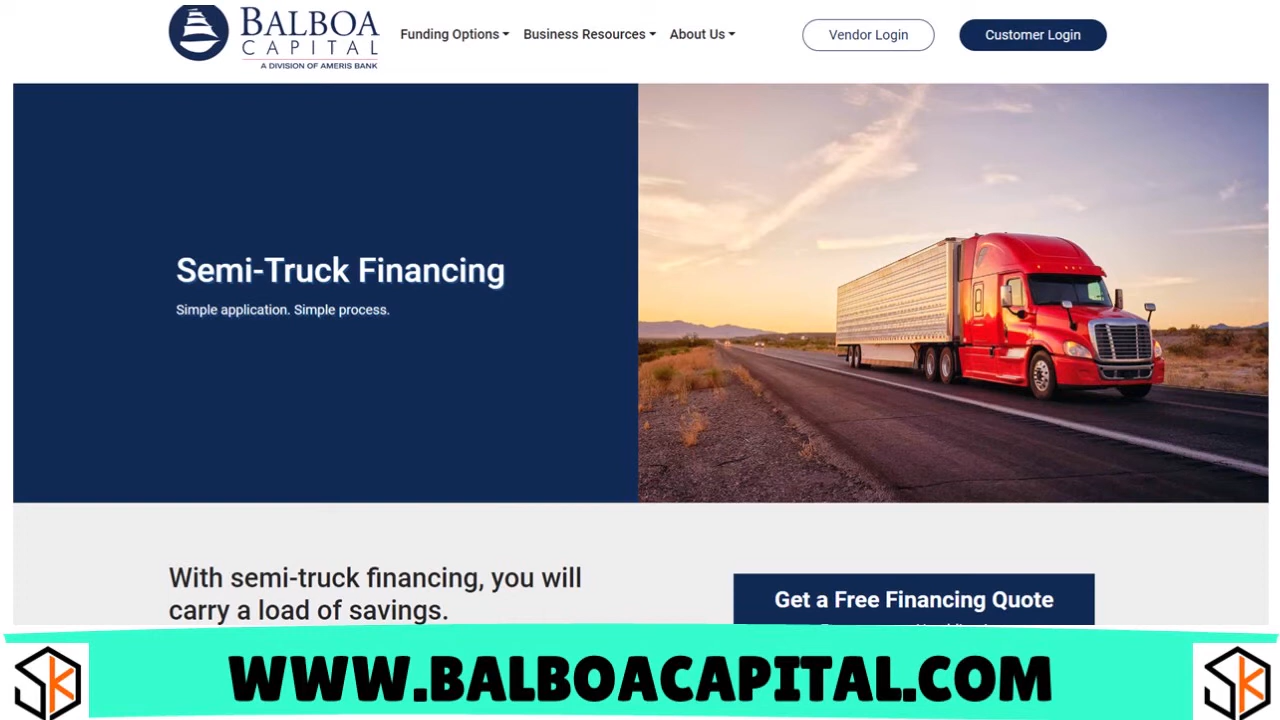 BALBOA
CAPITAL
A DIVISION OF AMERIS BANK
Funding Options
Business Resources
About Us
Vendor Login
Customer Login
Semi-Truck Financing
Simple application. Simple process.
With semi-truck financing, you will
carry a load of savings.
Get a Free Financing Quote
WWW.BALBOACAPITAL.COM
SK
SK